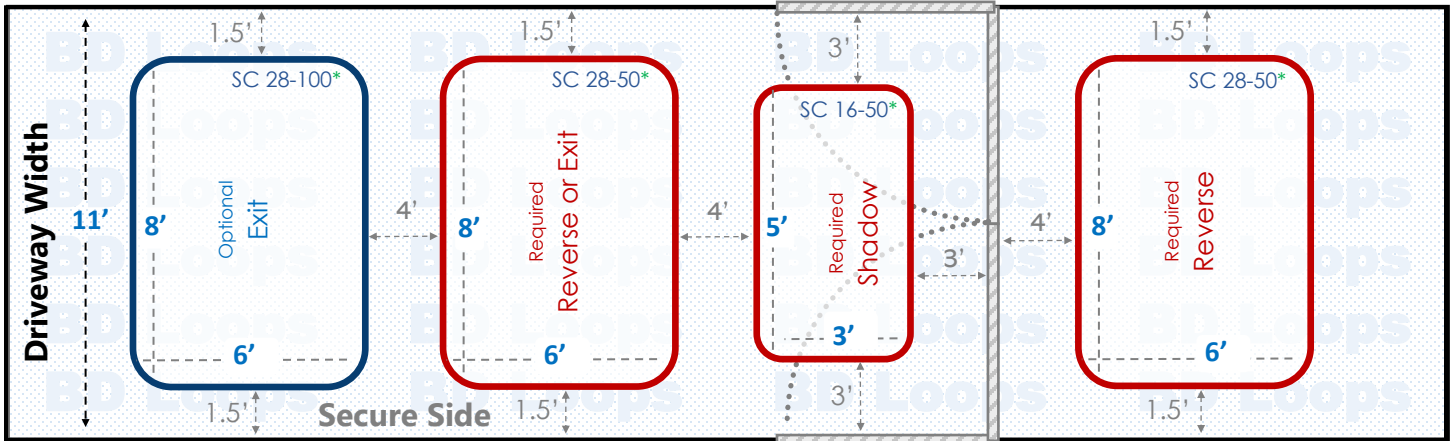 Driveway Width
11’
1.5’
SC 28-100*
8’
Optional
Exit
6’
1.5’
4’
Secure Side
1.5’
SC 28-50*
8’
Required
Reverse or Exit
6’
1.5’
4’
3’
SC 16-50*
5’
Required
Shadow
3’
3’
3’
4’
1.5’
SC 28-50*
8’
Required
Reverse
6’
1.5’
BD Loops